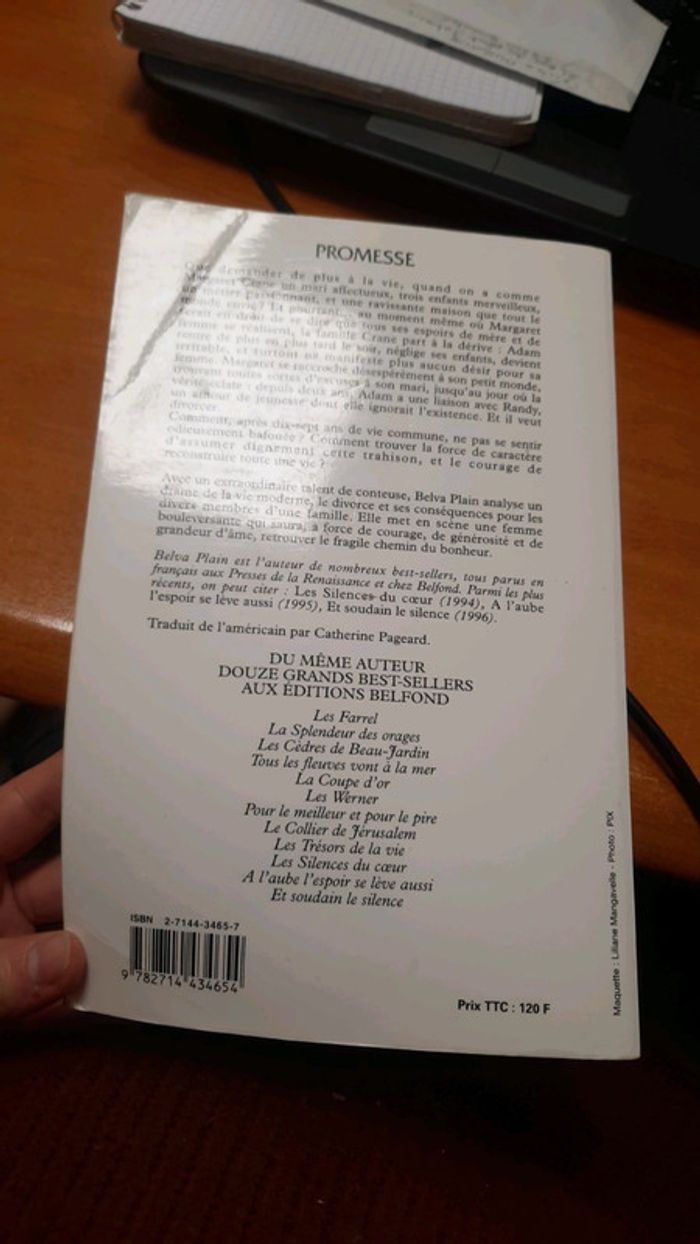 PROMESSE
Que demander de plus à la vie, quand on a comme
Margaret Crane un mari affectueux, trois enfants merveilleux,
un métier passionnant, et une ravissante maison que tout le
monde envie ? Et pourtant... au moment même où Margaret
serait en droit de se dire que tous ses espoirs de mère et de
femme se réalisent, la famille Crane part à la dérive : Adam
rentre de plus en plus tard le soir, néglige ses enfants, devient
irritable, et surtout ne manifeste plus aucun désir pour sa
femme. Margaret se raccroche désespérément à son petit monde,
trouvant toutes sortes d'excuses à son mari, jusqu'au jour où la
vérité éclate : depuis deux ans, Adam a une liaison avec Randy,
un amour de jeunesse dont elle ignorait l'existence. Et il veut
divorcer.
Comment, après dix-sept ans de vie commune, ne pas se sentir
odieusement bafouée ? Comment trouver la force de caractère
d'assumer dignement cette trahison, et le courage de
reconstruire toute une vie ?
Avec un extraordinaire talent de conteuse, Belva Plain analyse un
drame de la vie moderne, le divorce et ses conséquences pour les
divers membres d'une famille. Elle met en scène une femme
bouleversante qui saura, à force de courage, de générosité et de
grandeur d'âme, retrouver le fragile chemin du bonheur.
Belva Plain est l'auteur de nombreux best-sellers, tous parus en
français aux Presses de la Renaissance et chez Belfond. Parmi les plus
récents, on peut citer : Les Silences du cœur (1994), A l'aube
l'espoir se lève aussi (1995), Et soudain le silence (1996).
Traduit de l'américain par Catherine Pageard.
DU MÊME AUTEUR
DOUZE GRANDS BEST-SELLERS
AUX ÉDITIONS BELFOND
Les Farrel
La Splendeur des orages
Les Cèdres de Beau-Jardin
Tous les fleuves vont à la mer
La Coupe d'or
Les Werner
Pour le meilleur et pour le pire
Le Collier de Jérusalem
Les Trésors de la vie
Les Silences du cœur
A l'aube l'espoir se lève aussi
Et soudain le silence
ISBN 2-7144-3465-7
9 782714 434654
Prix TTC : 120 F
Maquette : Liliane Mangavelle - Photo : PIX